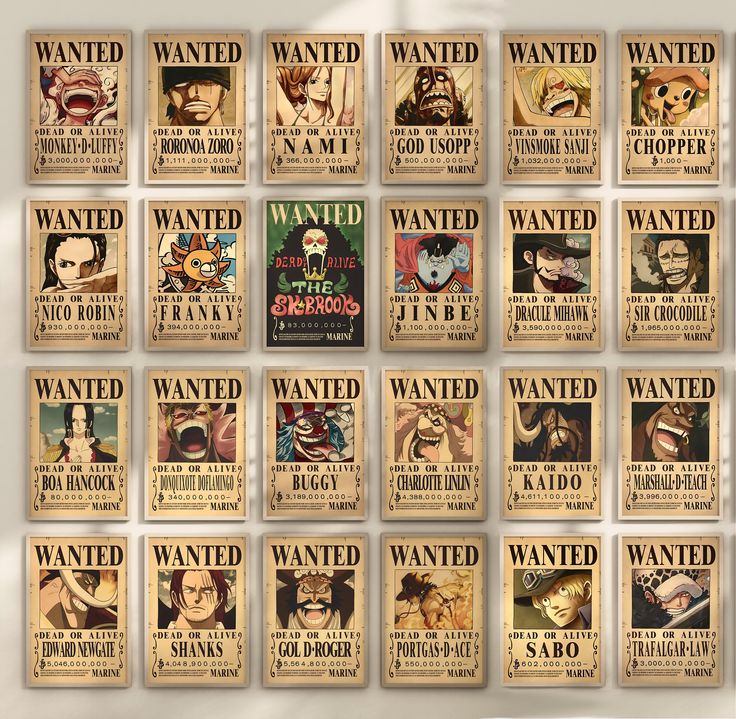 WANTED
DEAD OR ALIVE
MONKEY•D•LUFFY
3,000,000,000-
MARINE
WANTED
DEAD OR ALIVE
RORONOA ZORO
1,111,000,000-
MARINE
WANTED
DEAD OR ALIVE
NAMI
366,000,000-
MARINE
WANTED
DEAD OR ALIVE
GOD USOPP
500,000,000-
MARINE
WANTED
DEAD OR ALIVE
VINSMOKE SANJI
1,032,000,000-
MARINE
WANTED
DEAD OR ALIVE
CHOPPER
1,000-
MARINE
WANTED
DEAD OR ALIVE
NICO ROBIN
930,000,000-
MARINE
WANTED
DEAD OR ALIVE
FRANKY
394,000,000-
MARINE
WANTED
DEAD ALIVE
THE
83,000,000-
MARINE
WANTED
DEAD OR ALIVE
JINBE
1,100,000,000-
MARINE
WANTED
DEAD OR ALIVE
DRACULE MIHAWK
3,590,000,000-
MARINE
WANTED
DEAD OR ALIVE
SIR CROCODILE
1,965,000,000-
MARINE
WANTED
DEAD OR ALIVE
BOA HANCOCK
80,000,000-
MARINE
WANTED
DEAD OR ALIVE
DONQUIXOTE DOFLAMINGO
340,000,000-
MARINE
WANTED
DEAD OR ALIVE
BUGGY
3,189,000,000-
MARINE
WANTED
DEAD OR ALIVE
CHARLOTTE LINLIN
4,388,000,000-
MARINE
WANTED
DEAD OR ALIVE
KAIDO
4,611,100,000-
MARINE
WANTED
DEAD OR ALIVE
MARSHALL•D•TEACH
3,996,000,000-
MARINE
WANTED
DEAD OR ALIVE
EDWARD NEWGATE
5,046,000,000-
MARINE
WANTED
DEAD OR ALIVE
SHANKS
4,048,900,000-
MARINE
WANTED
DEAD OR ALIVE
GOL D•ROGER
5,564,800,000-
MARINE
WANTED
DEAD OR ALIVE
PORTGAS•D•ACE
550,000,000-
MARINE
WANTED
DEAD OR ALIVE
SABO
602,000,000-
MARINE
WANTED
DEAD OR ALIVE
TRAFALGAR•LAW
3,000,000,000-
MARINE